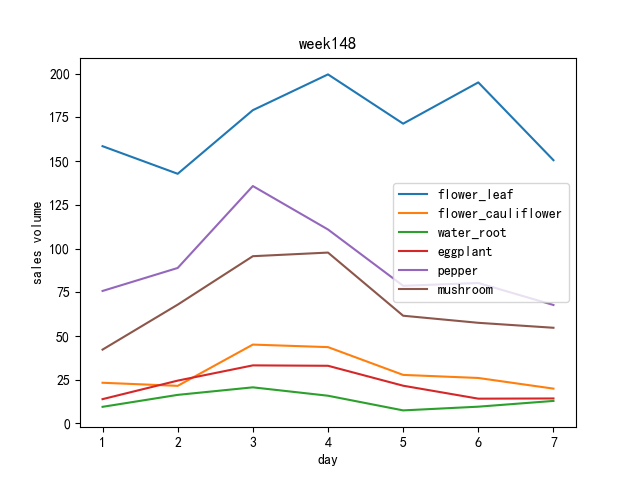 week148
sales volume
200
175
150
125
100
75
50
25
0
flower_leaf
flower_cauliflower
water_root
eggplant
pepper
mushroom
1 2 3 4 5 6 7
day